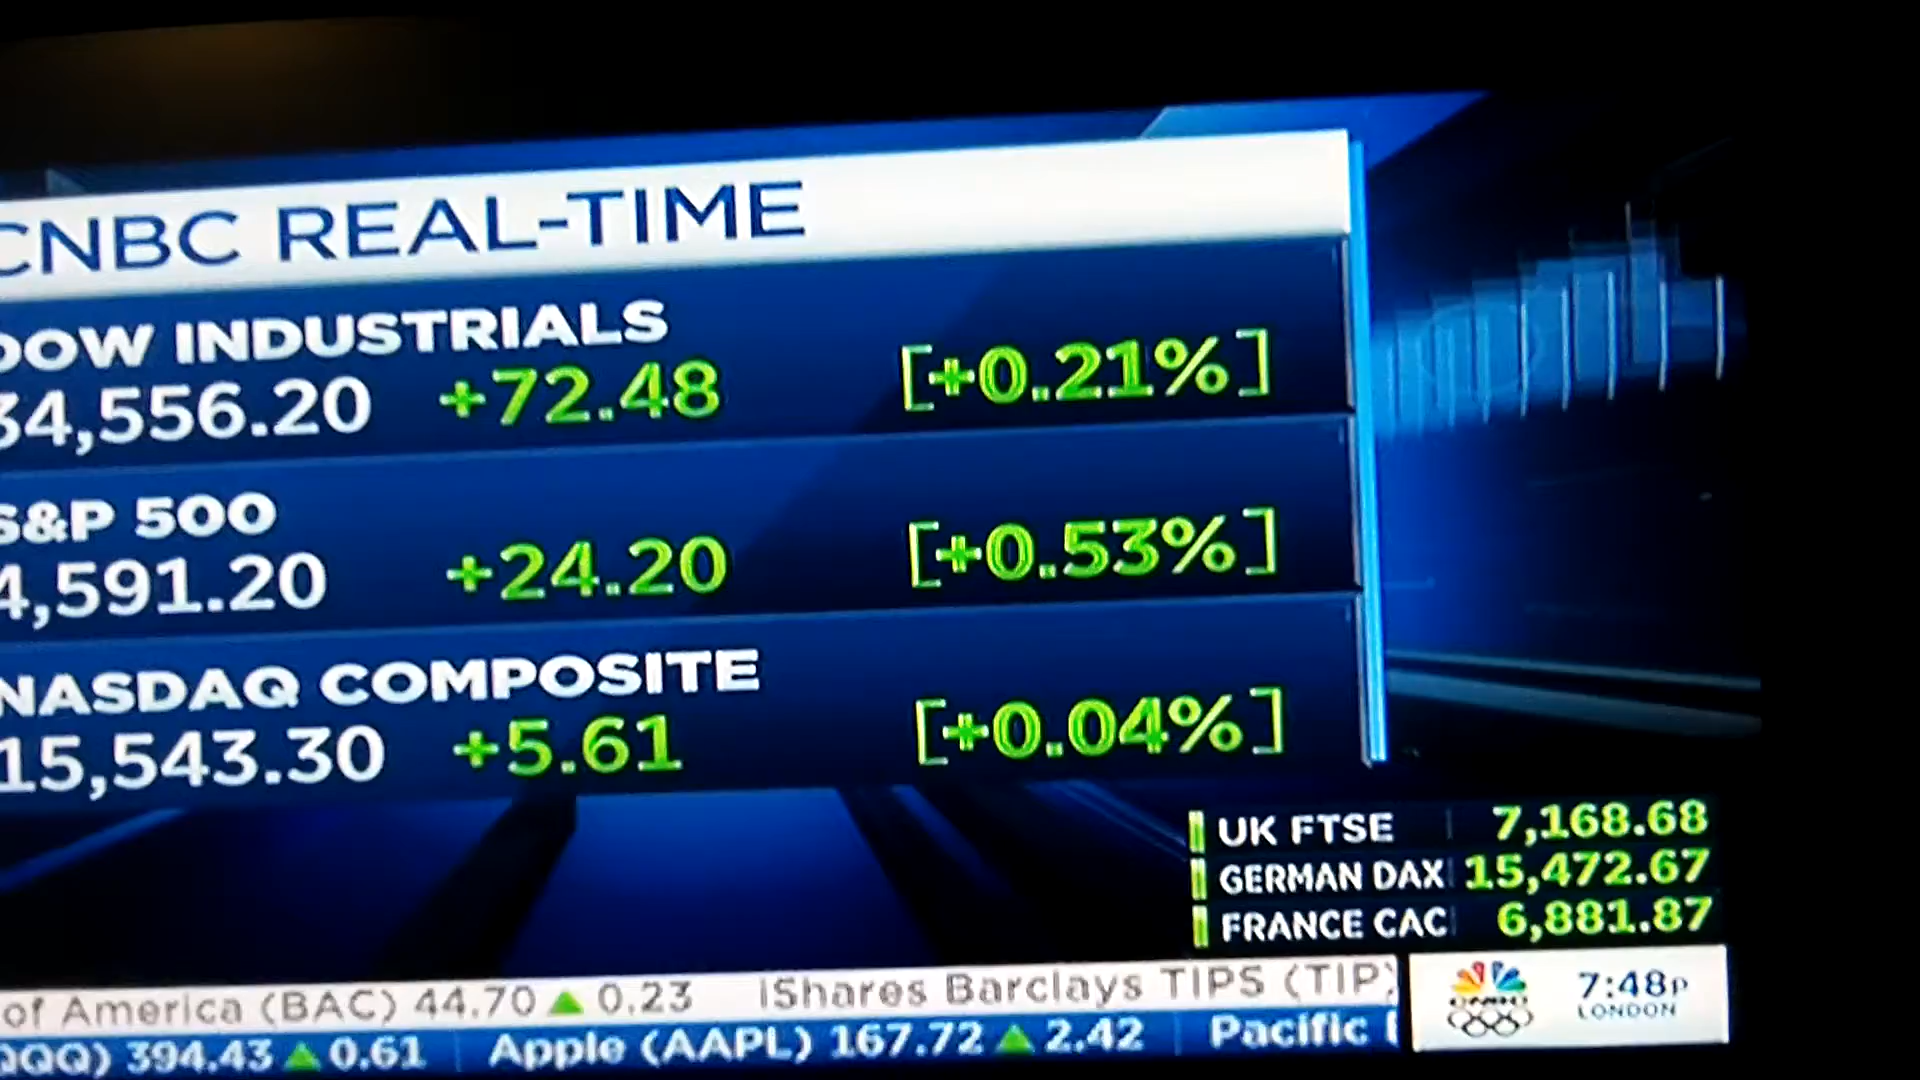 CNBC REAL-TIME
DOW INDUSTRIALS
34,556.20 +72.48 [+0.21%]
S&P 500
4,591.20 +24.20 [+0.53%]
NASDAQ COMPOSITE
15,543.30 +5.61 [+0.04%]
UK FTSE 7,168.68
GERMAN DAX 15,472.67
FRANCE CAC 6,881.87
of America (BAC) 44.70 ▲ 0.23 iShares Barclays TIPS (TIP)
QQQ) 394.43 ▲ 0.61 Apple (AAPL) 167.72 ▲ 2.42 Pacific
CNBC
7:48P
LONDON